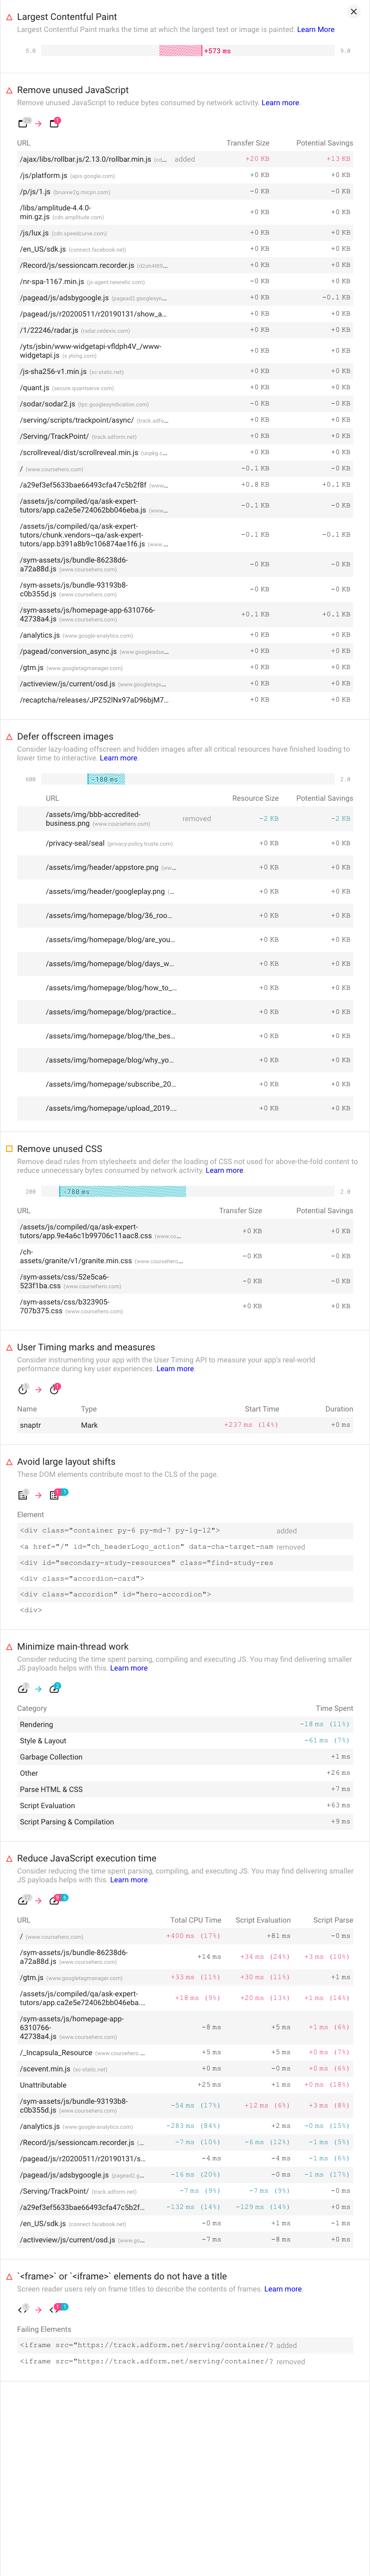 Largest Contentful Paint
Largest Contentful Paint marks the time at which the largest text or image is painted. Learn More
5.0 +573 ms 9.0
Remove unused JavaScript
Remove unused JavaScript to reduce bytes consumed by network activity. Learn more.
URL Transfer Size Potential Savings
/ajax/libs/rollbar.js/2.13.0/rollbar.min.js (cd... added +20 KB +13 KB
/js/platform.js (apis.google.com) +0 KB +0 KB
/p/js/1.js (bruxvw2g.micpn.com) −0 KB −0 KB
/libs/amplitude-4.4.0-
min.gz.js (cdn.amplitude.com) +0 KB +0 KB
/js/lux.js (cdn.speedcurve.com) +0 KB +0 KB
/en_US/sdk.js (connect.facebook.net) +0 KB +0 KB
/Record/js/sessioncam.recorder.js +0 KB +0 KB
/nr-spa-1167.min.js (js-agent.newrelic.com) −0 KB +0 KB
/pagead/js/adsbygoogle.js (pagead2.googlesyn... +0 KB −0.1 KB
/pagead/js/r20200511/r20190131/show_a... +0 KB +0 KB
/1/22246/radar.js (radar.cedexis.com) +0 KB +0 KB
/yts/jsbin/www-widgetapi-vfldph4V_/www-
widgetapi.js (s.ytimg.com) +0 KB +0 KB
/js-sha256-v1.min.js (sc-static.net) +0 KB +0 KB
/quant.js (secure.quantserve.com) +0 KB +0 KB
/sodar/sodar2.js (tpc.googlesyndication.com) −0 KB −0 KB
/serving/scripts/trackpoint/async/ (track.adfo... +0 KB +0 KB
/Serving/TrackPoint/ (track.adform.net) +0 KB +0 KB
/scrollreveal/dist/scrollreveal.min.js (unpkg.c... +0 KB +0 KB
/ (www.coursehero.com) −0.1 KB −0 KB
/a29ef3ef5633bae66493cfa47c5b2f8f (www... +0.8 KB +0.1 KB
/assets/js/compiled/qa/ask-expert-
tutors/app.ca2e5e724062bb046eba.js (www... −0.1 KB −0 KB
/assets/js/compiled/qa/ask-expert-
tutors/chunk.vendors~qa/ask-expert-
tutors/app.b391a8b9c106874ae1f6.js (www... −0.1 KB −0.1 KB
/sym-assets/js/bundle-86238d6-
a72a88d.js (www.coursehero.com) −0 KB −0 KB
/sym-assets/js/bundle-93193b8-
c0b355d.js (www.coursehero.com) −0 KB −0 KB
/sym-assets/js/homepage-app-6310766-
42738a4.js (www.coursehero.com) +0.1 KB +0.1 KB
/analytics.js (www.google-analytics.com) +0 KB +0 KB
/pagead/conversion_async.js (www.googleadse... +0 KB +0 KB
/gtm.js (www.googletagmanager.com) +0 KB +0 KB
/activeview/js/current/osd.js (www.googletags... +0 KB +0 KB
/recaptcha/releases/JPZ52lNx97aD96bjM7... +0 KB +0 KB
Defer offscreen images
Consider lazy-loading offscreen and hidden images after all critical resources have finished loading to
lower time to interactive. Learn more.
600 −180 ms 2.0
URL Resource Size Potential Savings
/assets/img/bbb-accredited-
business.png (www.coursehero.com) removed −2 KB −2 KB
/privacy-seal/seal (privacy-policy.truste.com) +0 KB +0 KB
/assets/img/header/appstore.png (ww... +0 KB +0 KB
/assets/img/header/googleplay.png (... +0 KB +0 KB
/assets/img/homepage/blog/36_roo... +0 KB +0 KB
/assets/img/homepage/blog/are_you... +0 KB +0 KB
/assets/img/homepage/blog/days_w... +0 KB +0 KB
/assets/img/homepage/blog/how_to_... +0 KB +0 KB
/assets/img/homepage/blog/practice... +0 KB +0 KB
/assets/img/homepage/blog/the_bes... +0 KB +0 KB
/assets/img/homepage/blog/why_yo... +0 KB +0 KB
/assets/img/homepage/subscribe_20... +0 KB +0 KB
/assets/img/homepage/upload_2019.... +0 KB +0 KB
Remove unused CSS
Remove dead rules from stylesheets and defer the loading of CSS not used for above-the-fold content to
reduce unnecessary bytes consumed by network activity. Learn more.
200 −780 ms 2.0
URL Transfer Size Potential Savings
/assets/js/compiled/qa/ask-expert-
tutors/app.9e4a6c1b99706c11aac8.css (www.co... +0 KB +0 KB
/ch-
assets/granite/v1/granite.min.css (www.coursehero... −0 KB −0 KB
/sym-assets/css/52e5ca6-
523f1ba.css (www.coursehero.com) −0 KB −0 KB
/sym-assets/css/b323905-
707b375.css (www.coursehero.com) +0 KB +0 KB
User Timing marks and measures
Consider instrumenting your app with the User Timing API to measure your app's real-world
performance during key user experiences. Learn more.
Name Type Start Time Duration
snaptr Mark +237 ms (14%) +0 ms
Avoid large layout shifts
These DOM elements contribute most to the CLS of the page.
Element
<div class="container py-6 py-md-7 py-lg-12"> added
<a href="/" id="ch_headerLogo_action" data-cha-target-nam removed
<div id="secondary-study-resources" class="find-study-res
<div class="accordion-card">
<div class="accordion" id="hero-accordion">
<div>
Minimize main-thread work
Consider reducing the time spent parsing, compiling and executing JS. You may find delivering smaller
JS payloads helps with this. Learn more
Category Time Spent
Rendering −18 ms (11%)
Style & Layout −61 ms (7%)
Garbage Collection +1 ms
Other +26 ms
Parse HTML & CSS +7 ms
Script Evaluation +63 ms
Script Parsing & Compilation +9 ms
Reduce JavaScript execution time
Consider reducing the time spent parsing, compiling, and executing JS. You may find delivering smaller
JS payloads helps with this. Learn more.
URL Total CPU Time Script Evaluation Script Parse
/ (www.coursehero.com) +400 ms (17%) +81 ms −0 ms
/sym-assets/js/bundle-86238d6-
a72a88d.js (www.coursehero.com) +14 ms +34 ms (24%) +3 ms (10%)
/gtm.js (www.googletagmanager.com) +33 ms (11%) +30 ms (11%) +1 ms
/assets/js/compiled/qa/ask-expert-
tutors/app.ca2e5e724062bb046eba.... +18 ms (9%) +20 ms (13%) +1 ms (14%)
/sym-assets/js/homepage-app-
6310766-
42738a4.js (www.coursehero.com) −8 ms +5 ms +1 ms (6%)
/_Incapsula_Resource (www.coursehero.... +5 ms +5 ms +0 ms (7%)
/scevent.min.js (sc-static.net) +0 ms −0 ms +0 ms (6%)
Unattributable +25 ms +1 ms +0 ms (18%)
/sym-assets/js/bundle-93193b8-
c0b355d.js (www.coursehero.com) −54 ms (17%) +12 ms (6%) +3 ms (8%)
/analytics.js (www.google-analytics.com) −283 ms (84%) +2 ms −0 ms (15%)
/Record/js/sessioncam.recorder.js (... −7 ms (10%) −6 ms (12%) −1 ms (5%)
/pagead/js/r20200511/r20190131/s... −4 ms −4 ms −1 ms (6%)
/pagead/js/adsbygoogle.js (pagead2.g... −16 ms (20%) −0 ms −1 ms (17%)
/Serving/TrackPoint/ (track.adform.net) −7 ms (9%) −7 ms (9%) −0 ms
/a29ef3ef5633bae66493cfa47c5b2f... −132 ms (14%) −129 ms (14%) +0 ms
/en_US/sdk.js (connect.facebook.net) −0 ms +1 ms −1 ms
/activeview/js/current/osd.js (www.go... −7 ms −8 ms +0 ms
`<frame>` or `<iframe>` elements do not have a title
Screen reader users rely on frame titles to describe the contents of frames. Learn more.
Failing Elements
<iframe src="https://track.adform.net/serving/container/? added
<iframe src="https://track.adform.net/serving/container/? removed